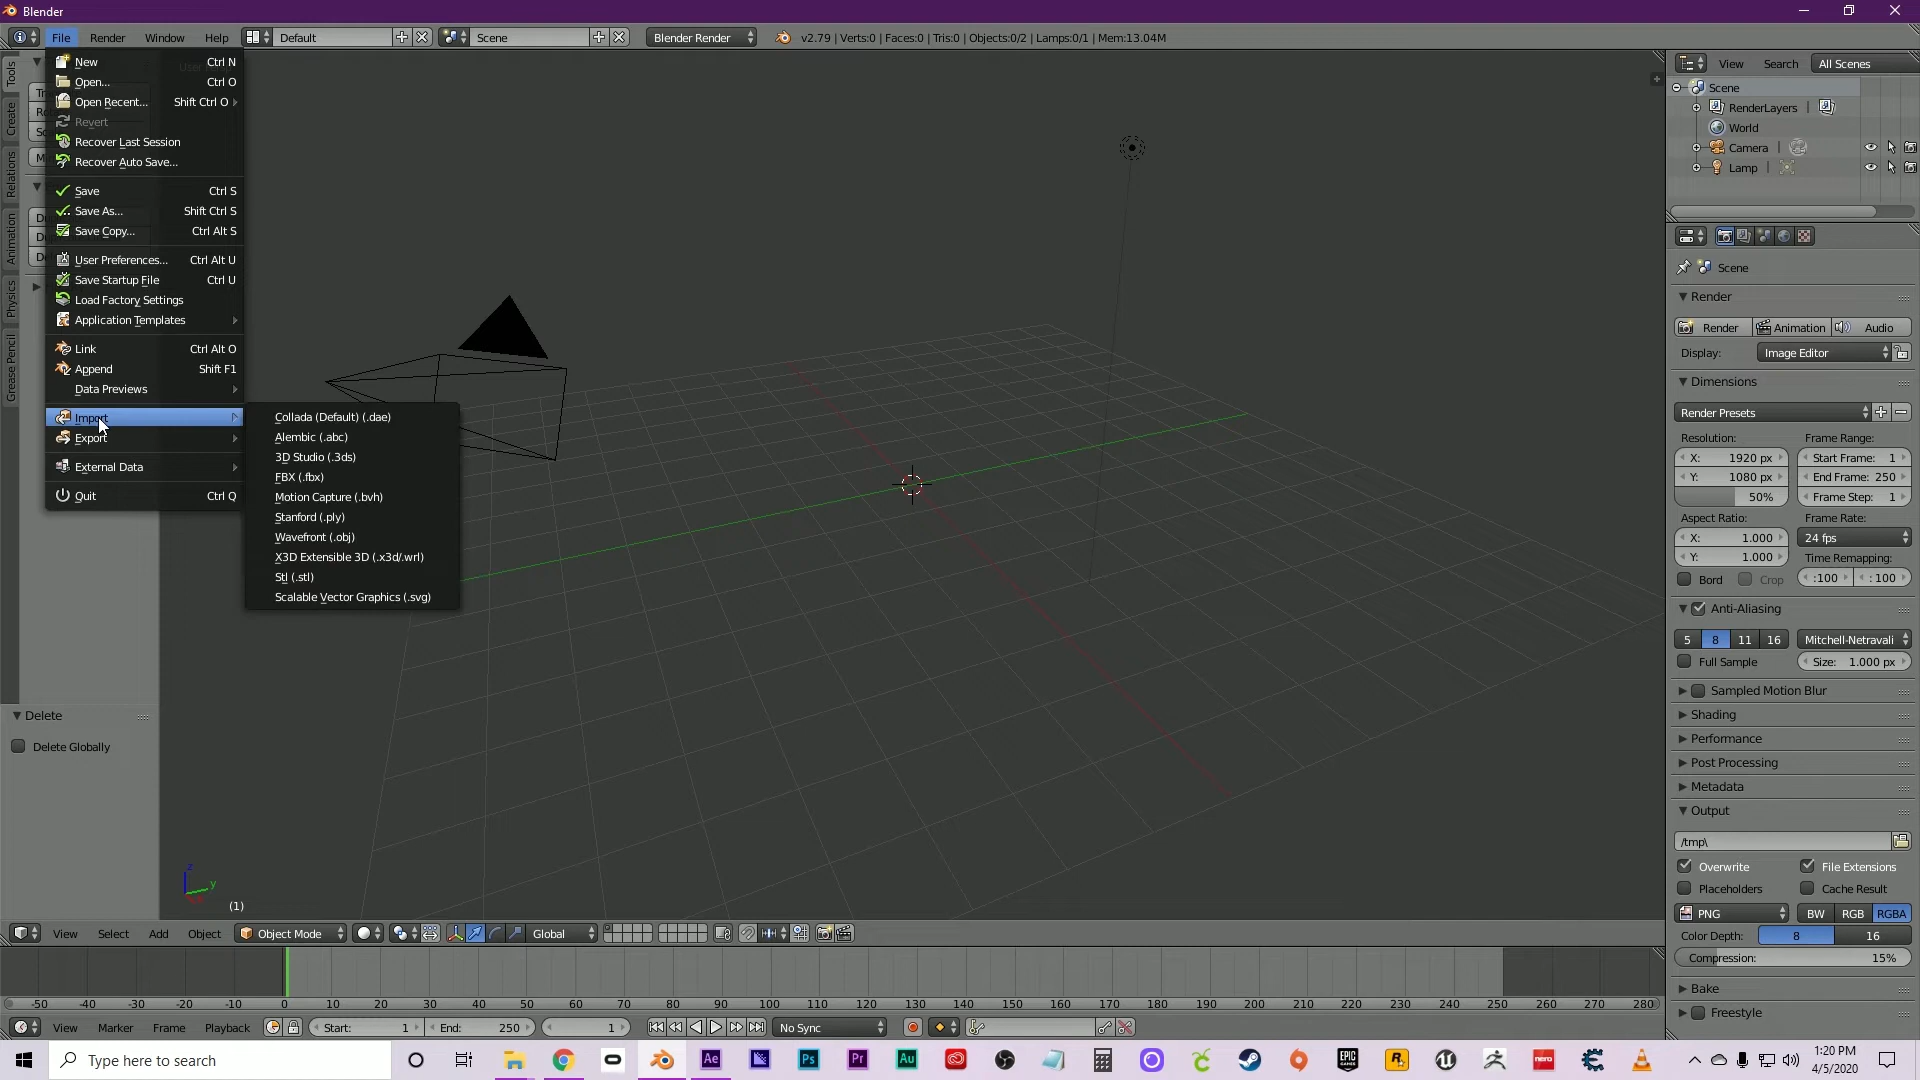 Blender
File Render Window Help Default Scene Blender Render v2.79 | Verts:0 | Faces:0 | Tris:0 | Objects:0/2 | Lamps:0/1 | Mem:13.04M
New Ctrl N
Open... Ctrl O
Open Recent... Shift Ctrl O
Revert
Recover Last Session
Recover Auto Save...
Save Ctrl S
Save As... Shift Ctrl S
Save Copy... Ctrl Alt S
User Preferences... Ctrl Alt U
Save Startup File Ctrl U
Load Factory Settings
Application Templates
Link Ctrl Alt O
Append Shift F1
Data Previews
Import
Export
External Data
Quit Ctrl Q
Collada (Default) (.dae)
Alembic (.abc)
3D Studio (.3ds)
FBX (.fbx)
Motion Capture (.bvh)
Stanford (.ply)
Wavefront (.obj)
X3D Extensible 3D (.x3d/.wrl)
Stl (.stl)
Scalable Vector Graphics (.svg)
Tools
Create
Relations
Animation
Physics
Grease Pencil
Delete
Delete Globally
z
y
(1)
View Search All Scenes
Scene
RenderLayers
World
Camera
Lamp
Scene
Render
Render Animation Audio
Display: Image Editor
Dimensions
Render Presets
Resolution: Frame Range:
X: 1920 px Start Frame: 1
Y: 1080 px End Frame: 250
50% Frame Step: 1
Aspect Ratio: Frame Rate:
X: 1.000 24 fps
Y: 1.000 Time Remapping:
Bord Crop :100 : 100
Anti-Aliasing
5 8 11 16 Mitchell-Netravali
Full Sample Size: 1.000 px
Sampled Motion Blur
Shading
Performance
Post Processing
Metadata
Output
/tmp\
Overwrite File Extensions
Placeholders Cache Result
PNG BW RGB RGBA
Color Depth: 8 16
Compression: 15%
Bake
Freestyle
View Select Add Object Object Mode Global
-50 -40 -30 -20 -10 0 10 20 30 40 50 60 70 80 90 100 110 120 130 140 150 160 170 180 190 200 210 220 230 240 250 260 270 280
View Marker Frame Playback Start: 1 End: 250 1 No Sync
Type here to search Ae Ps Pr Au EPIC GAMES R nero
1:20 PM
4/5/2020